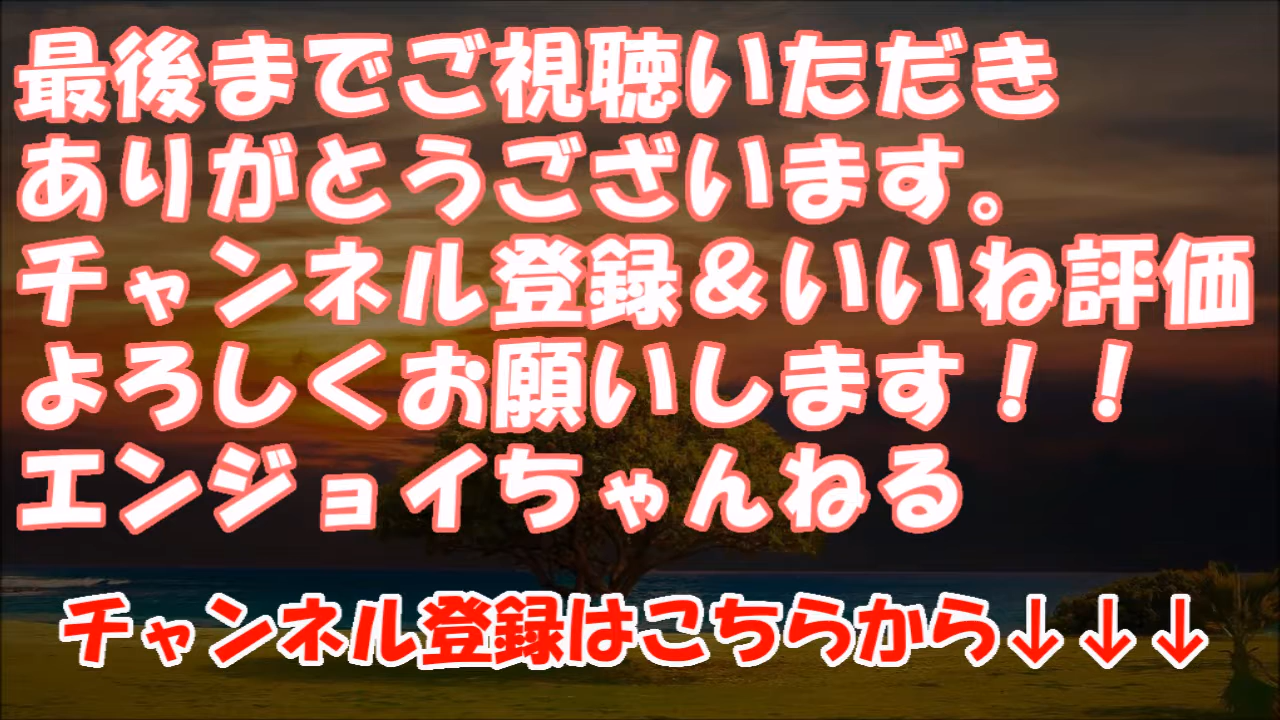 最後までご視聴いただき
ありがとうございます。
チャンネル登録＆いいね評価
よろしくお願いします！！
エンジョイちゃんねる
チャンネル登録はこちらから↓↓↓